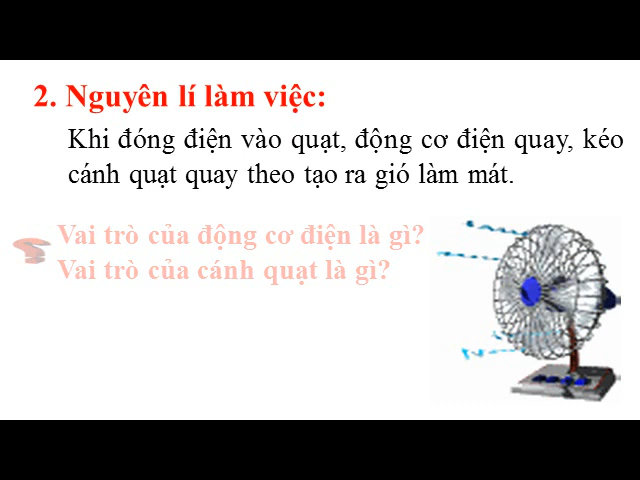 2. Nguyên lí làm việc:
Khi đóng điện vào quạt, động cơ điện quay, kéo
cánh quạt quay theo tạo ra gió làm mát.
Vai trò của động cơ điện là gì?
Vai trò của cánh quạt là gì?